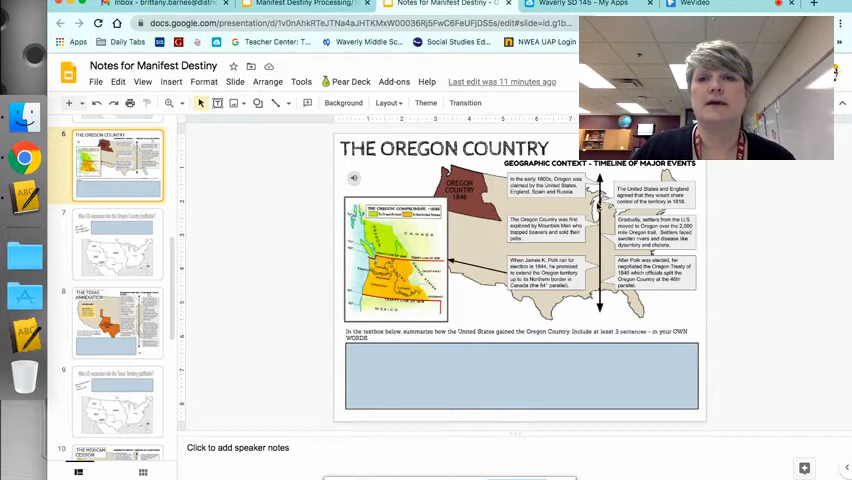 Inbox - brittany.barnes@distri
Manifest Destiny Processing/
Notes for Manifest Destiny - G
Waverly SD 145 - My Apps
WeVideo
docs.google.com/presentation/d/1v0nAhkRTeJTNa4aJHTKMxW00036Rj5FwC6FeUFjDS5s/edit#slide=id.g1b...
Apps
Daily Tabs
SIS
Teacher Center: T...
Waverly Middle Sc...
Social Studies Ed...
NWEA UAP Login |
Notes for Manifest Destiny
File Edit View Insert Format Slide Arrange Tools Pear Deck Add-ons Help Last edit was 11 minutes ago
Background Layout Theme Transition
6
THE OREGON COUNTRY
7
8
THE TEXAS
ANNEXATION
9
10
THE MEXICAN
CESSION
THE OREGON COUNTRY
GEOGRAPHIC CONTEXT - TIMELINE OF MAJOR EVENTS
OREGON
COUNTRY
1846
In the early 1800s, Oregon was
claimed by the United States,
England, Spain and Russia.
The United States and England
agreed that they would share
control of the territory in 1818.
The Oregon Country was first
explored by Mountain Men who
trapped beavers and sold their
pelts.
Gradually, settlers from the U.S.
moved to Oregon over the 2,000
mile Oregon Trail. Settlers faced
swollen rivers and disease like
dysentery and cholera.
When James K. Polk ran for
election in 1844, he promised
to extend the Oregon territory
up to its Northern border in
Canada (the 54° parallel).
After Polk was elected, he
negotiated the Oregon Treaty of
1846 which officially split the
Oregon Country at the 49th
parallel.
THE OREGON COMPROMISE - 1846
CANADA
MEXICO
In the textbox below, summarize how the United States gained the Oregon Country. Include at least 3 sentences - in your OWN
WORDS.
Click to add speaker notes